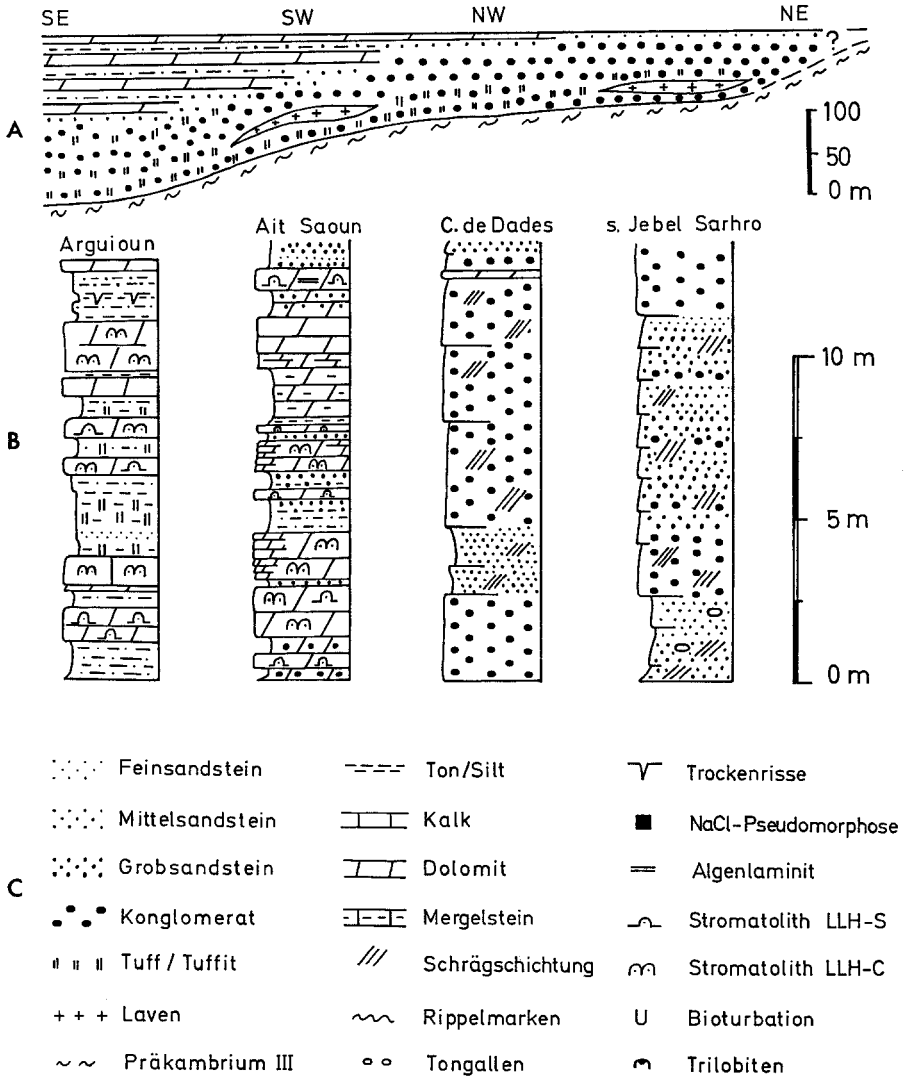 SE SW NW NE
?
A
100
50
0 m
Arguioun Ait Saoun C. de Dades s. Jebel Sarhro
10 m
B
5 m
0 m
Feinsandstein Ton/Silt Trockenrisse
Mittelsandstein Kalk NaCl-Pseudomorphose
Grobsandstein Dolomit Algenlaminit
C
Konglomerat Mergelstein Stromatolith LLH-S
Tuff / Tuffit Schrägschichtung Stromatolith LLH-C
Laven Rippelmarken Bioturbation
Präkambrium III Tongallen Trilobiten